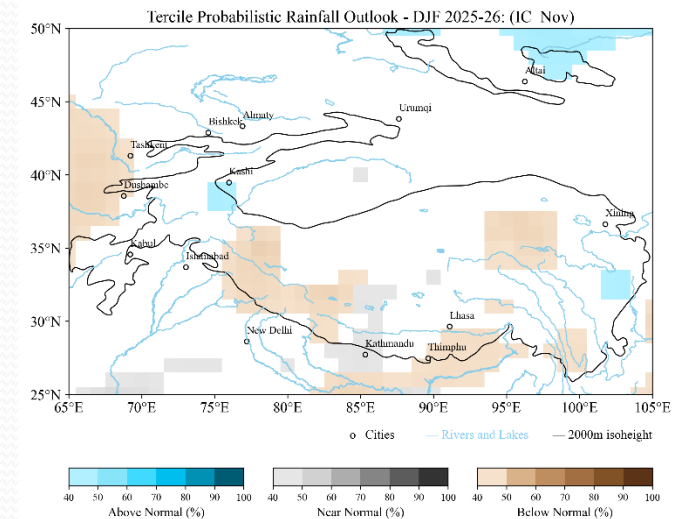 Tercile Probabilistic Rainfall Outlook - DJF 2025-26: (IC Nov)
50°N
Altai
45°N
Urumqi
Almaty
Bishkek
Tashkent
40°N
Kashi
Dushambe
Xining
35°N
Kabul
Islamabad
30°N
Lhasa
New Delhi
Kathmandu
Thimphu
25°N
65°E 70°E 75°E 80°E 85°E 90°E 95°E 100°E 105°E
Cities Rivers and Lakes 2000m isoheight
40 50 60 70 80 90 100 40 50 60 70 80 90 100 40 50 60 70 80 90 100
Above Normal (%) Near Normal (%) Below Normal (%)